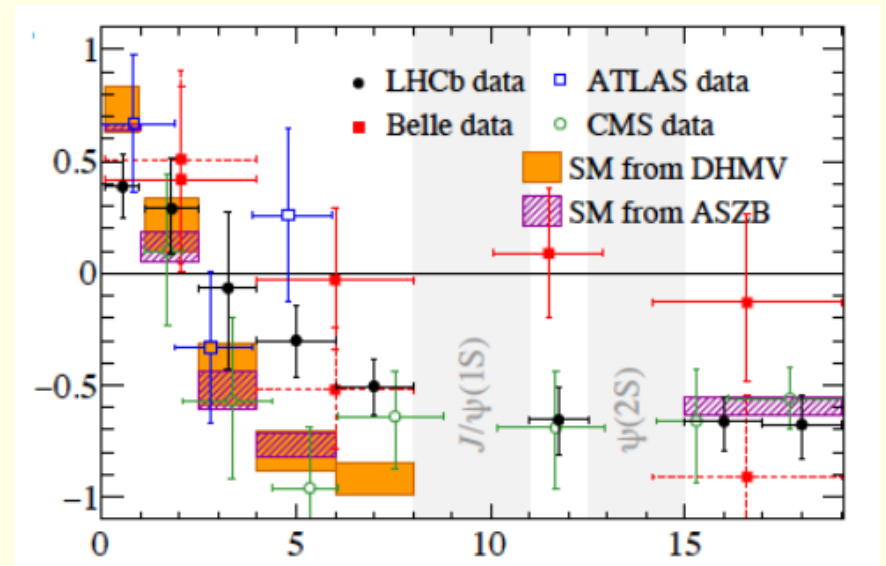 1
LHCb data
ATLAS data
Belle data
CMS data
0.5
SM from DHMV
SM from ASZB
0
−0.5
J/ψ(1S)
ψ(2S)
−1
0 5 10 15